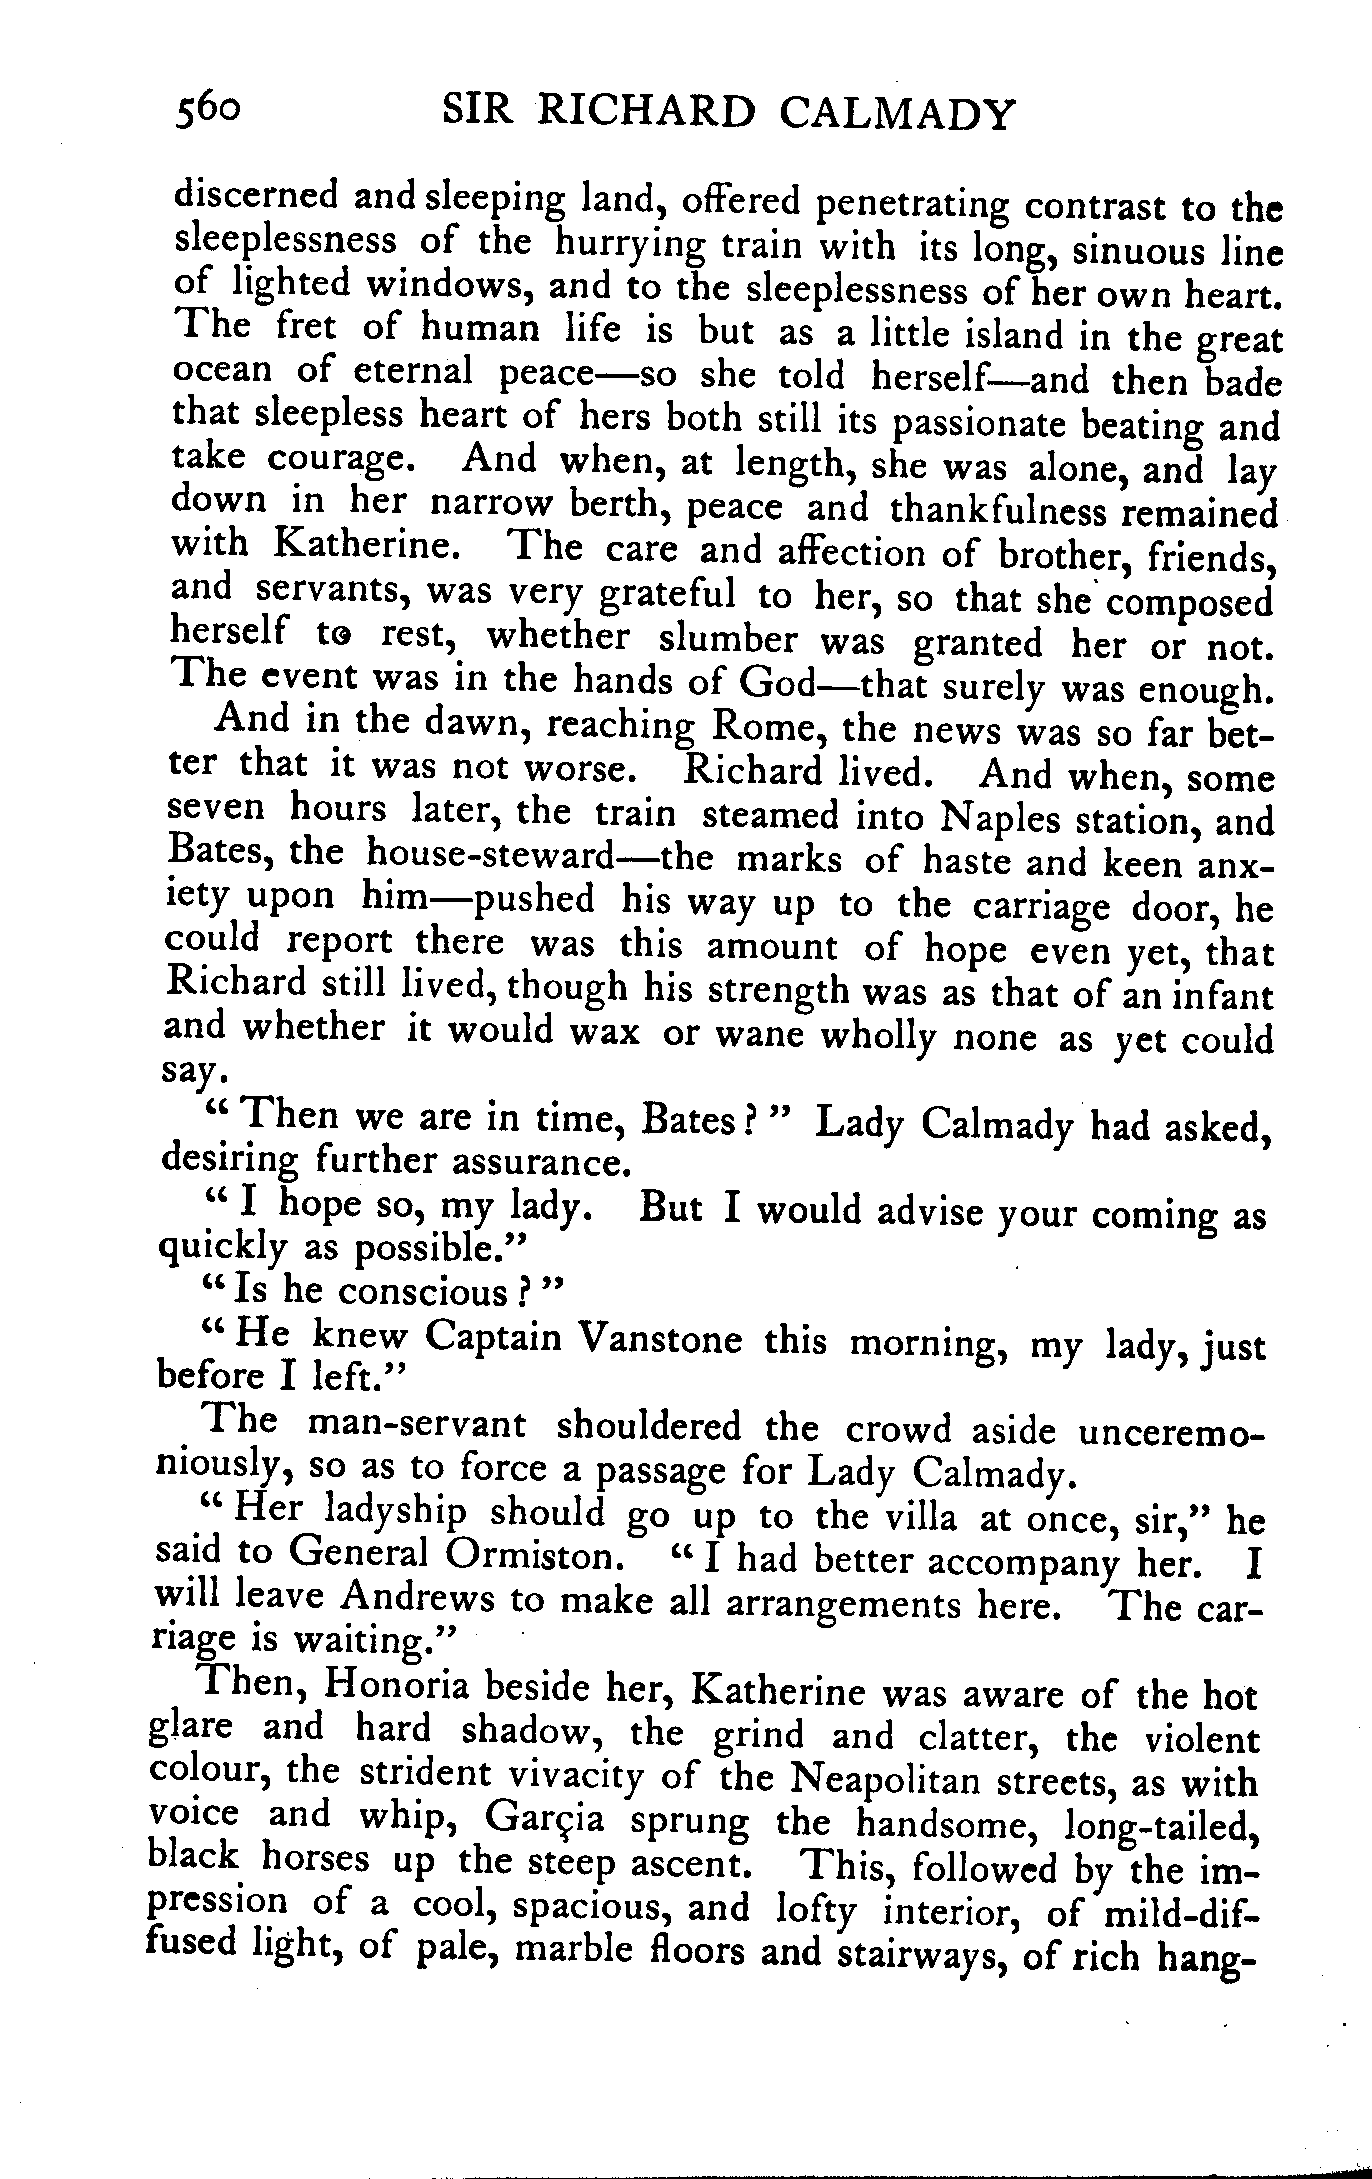 560 SIR RICHARD CALMADY
discerned and sleeping land, offered penetrating contrast to the
sleeplessness of the hurrying train with its long, sinuous line
of lighted windows, and to the sleeplessness of her own heart.
The fret of human life is but as a little island in the great
ocean of eternal peace—so she told herself—and then bade
that sleepless heart of hers both still its passionate beating and
take courage. And when, at length, she was alone, and lay
down in her narrow berth, peace and thankfulness remained
with Katherine. The care and affection of brother, friends,
and servants, was very grateful to her, so that she composed
herself to rest, whether slumber was granted her or not.
The event was in the hands of God—that surely was enough.
And in the dawn, reaching Rome, the news was so far bet-
ter that it was not worse. Richard lived. And when, some
seven hours later, the train steamed into Naples station, and
Bates, the house-steward—the marks of haste and keen anx-
iety upon him—pushed his way up to the carriage door, he
could report there was this amount of hope even yet, that
Richard still lived, though his strength was as that of an infant
and whether it would wax or wane wholly none as yet could
say.
"Then we are in time, Bates?" Lady Calmady had asked,
desiring further assurance.
"I hope so, my lady. But I would advise your coming as
quickly as possible."
"Is he conscious?"
"He knew Captain Vanstone this morning, my lady, just
before I left."
The man-servant shouldered the crowd aside unceremo-
niously, so as to force a passage for Lady Calmady.
"Her ladyship should go up to the villa at once, sir," he
said to General Ormiston. "I had better accompany her. I
will leave Andrews to make all arrangements here. The car-
riage is waiting."
Then, Honoria beside her, Katherine was aware of the hot
glare and hard shadow, the grind and clatter, the violent
colour, the strident vivacity of the Neapolitan streets, as with
voice and whip, Garçia sprung the handsome, long-tailed,
black horses up the steep ascent. This, followed by the im-
pression of a cool, spacious, and lofty interior, of mild-dif-
fused light, of pale, marble floors and stairways, of rich hang-